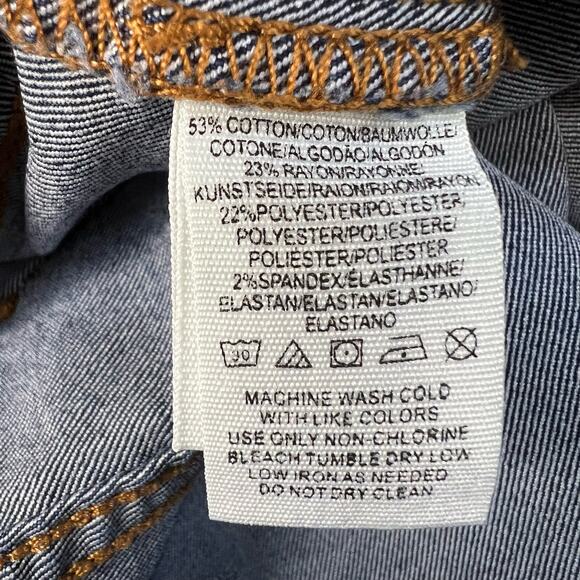 53% COTTON/COTON/BAUMWOLLE/
COTONE/ALGODÃO/ALGODÓN
23% RAYON/RAYONNE,
KUNSTSEIDE/RAION/RAIOM/RAYON
22%POLYESTER/POLYESTER,
POLYESTER/POLIESTERE/
POLIESTER/POLIESTER
2%SPANDEX/ÉLASTHANNE/
ELASTAN/ELASTAN/ELASTANO/
ELASTANO
30
MACHINE WASH COLD
WITH LIKE COLORS
USE ONLY NON-CHLORINE
BLEACH TUMBLE DRY LOW
LOW IRON AS NEEDED
DO NOT DRY CLEAN